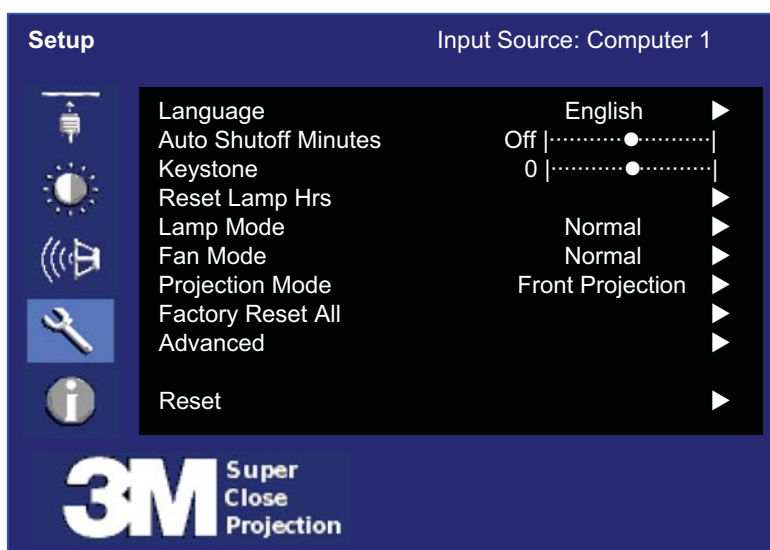 Setup Input Source: Computer 1
Language English
Auto Shutoff Minutes Off
Keystone 0
Reset Lamp Hrs
Lamp Mode Normal
Fan Mode Normal
Projection Mode Front Projection
Factory Reset All
Advanced
Reset
3M Super
Close
Projection